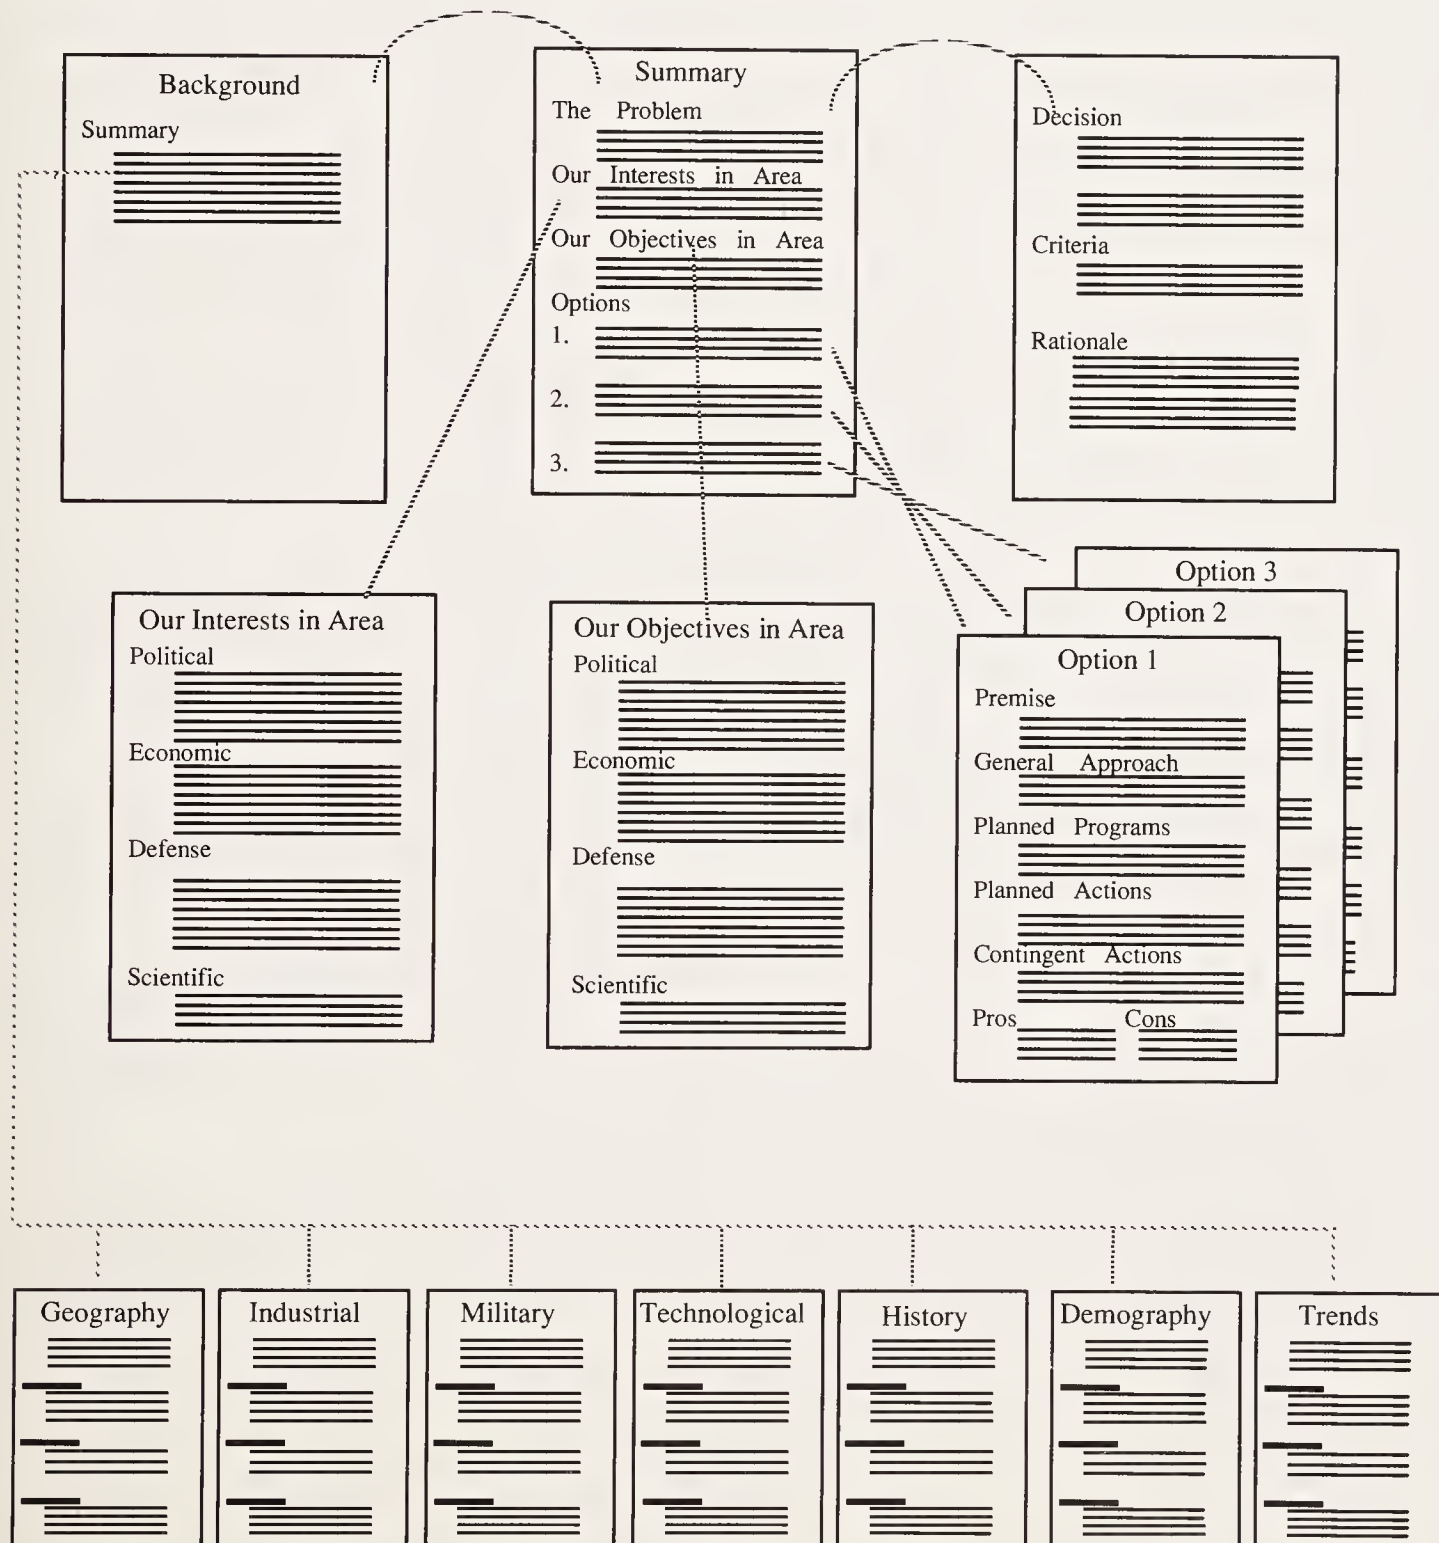 Background
Summary
Summary
The Problem
Our Interests in Area
Our Objectives in Area
Options
1.
2.
3.
Decision
Criteria
Rationale
Our Interests in Area
Political
Economic
Defense
Scientific
Our Objectives in Area
Political
Economic
Defense
Scientific
Option 3
Option 2
Option 1
Premise
General Approach
Planned Programs
Planned Actions
Contingent Actions
Pros Cons
Geography Industrial Military Technological History Demography Trends